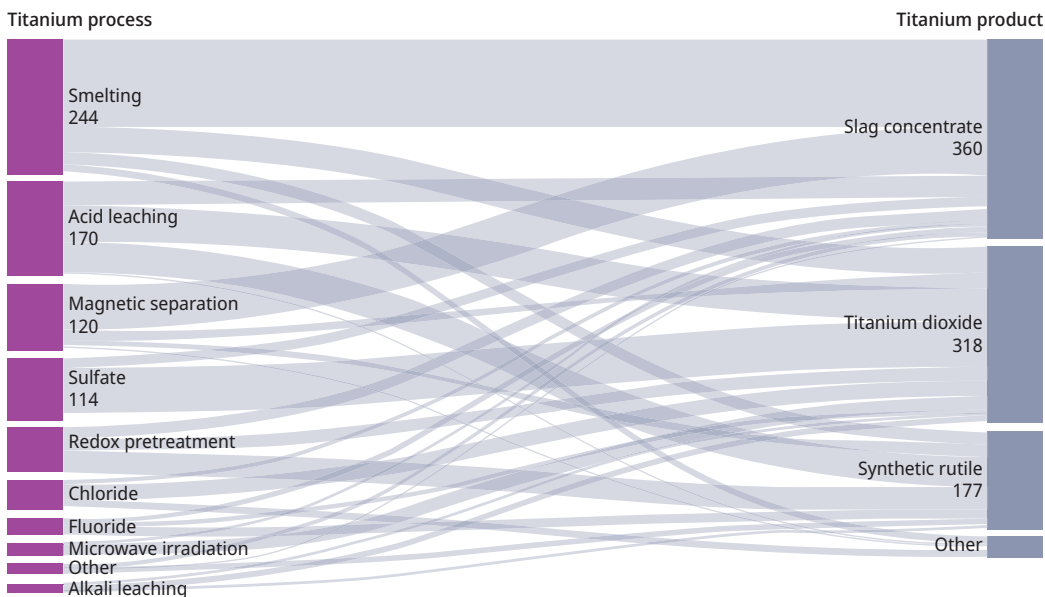 Titanium process
Titanium product
Smelting
244
Slag concentrate
360
Acid leaching
170
Magnetic separation
120
Titanium dioxide
318
Sulfate
114
Redox pretreatment
Synthetic rutile
177
Chloride
Fluoride
Microwave irradiation
Other
Other
Alkali leaching